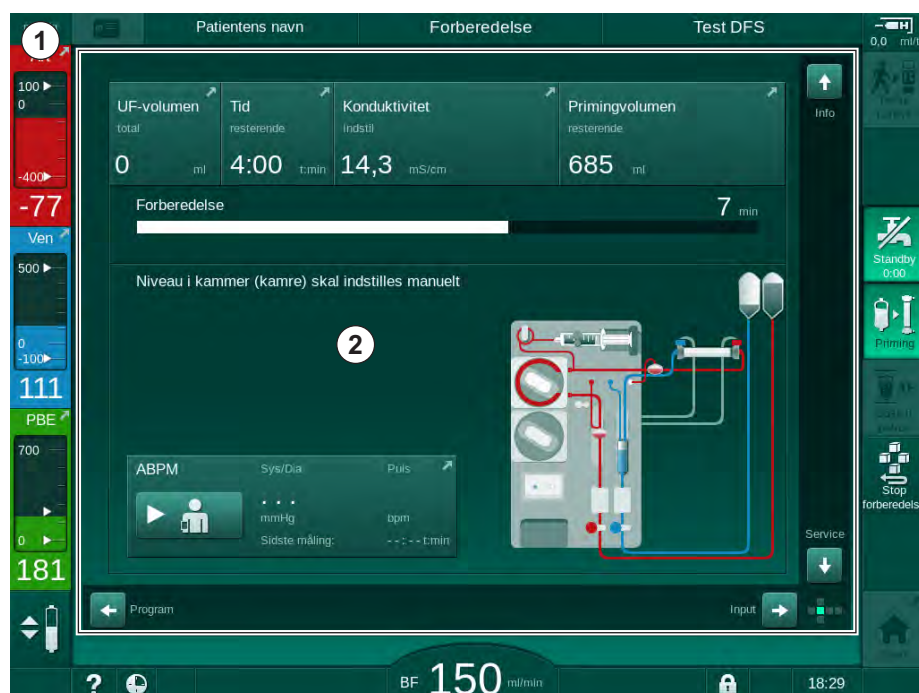 1
Patientens navn
Forberedelse
Test DFS
0,0 ml/t
100
0
-400
-77
Ven
500
0
-100
111
PBE
700
0
181
UF-volumen
total
0 ml
Tid
resterende
4:00 t:min
Konduktivitet
indstil
14,3 mS/cm
Primingvolumen
resterende
685 ml
Forberedelse
7 min
Niveau i kammer (kamre) skal indstilles manuelt
2
ABPM
Sys/Dia
Puls
. . .
mmHg
bpm
Sidste måling:
--:-- t:min
Info
Service
Program
Input
Standby
0:00
Priming
Stop
forberedels
? BF 150 ml/min
18:29